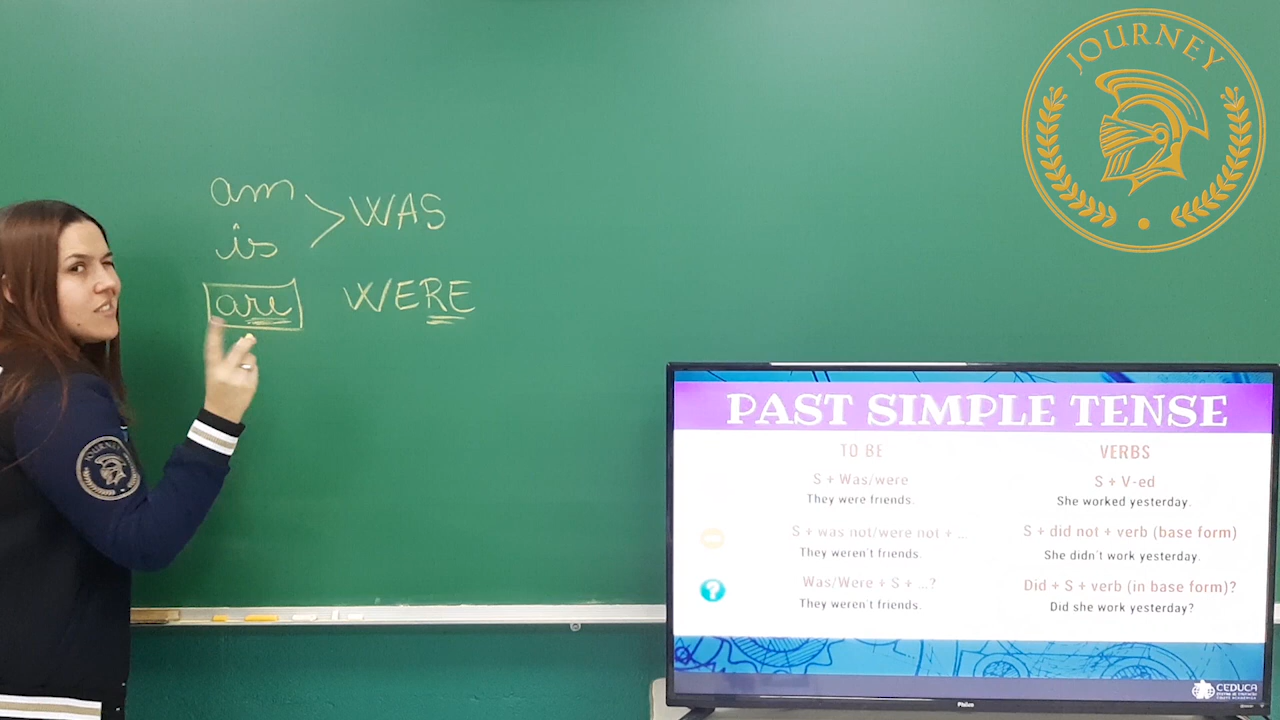 JOURNEY
am
is
WAS
are
WERE
JOURNEY
PAST SIMPLE TENSE
TO BE
VERBS
S + Was/were
They were friends.
S + V-ed
She worked yesterday.
S + was not/were not + ...
They weren't friends.
S + did not + verb (base form)
She didn't work yesterday.
Was/Were + S + ...?
They weren't friends.
Did + S + verb (in base form)?
Did she work yesterday?
CEDUCA
Philco